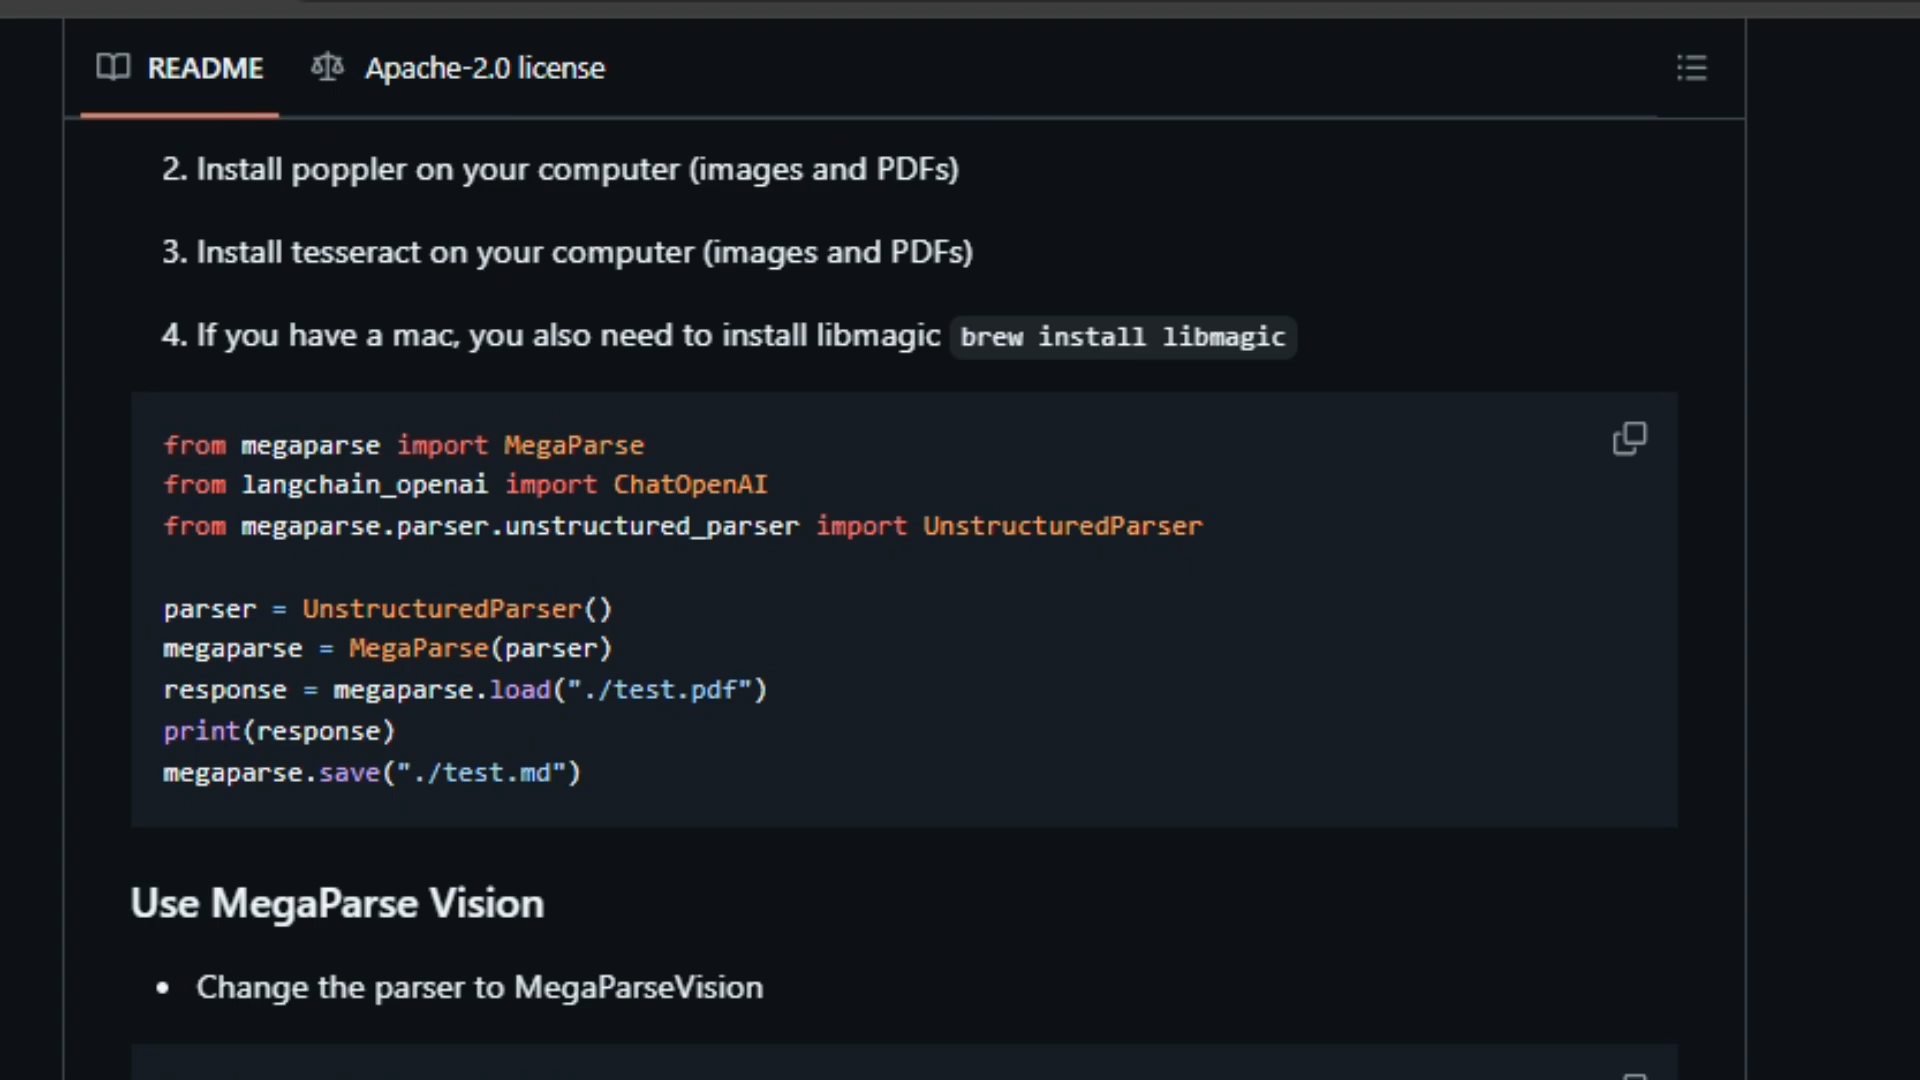 README
Apache-2.0 license
2. Install poppler on your computer (images and PDFs)
3. Install tesseract on your computer (images and PDFs)
4. If you have a mac, you also need to install libmagic brew install libmagic
from megaparse import MegaParse
from langchain_openai import ChatOpenAI
from megaparse.parser.unstructured_parser import UnstructuredParser
parser = UnstructuredParser()
megaparse = MegaParse(parser)
response = megaparse.load("./test.pdf")
print(response)
megaparse.save("./test.md")
Use MegaParse Vision
• Change the parser to MegaParseVision